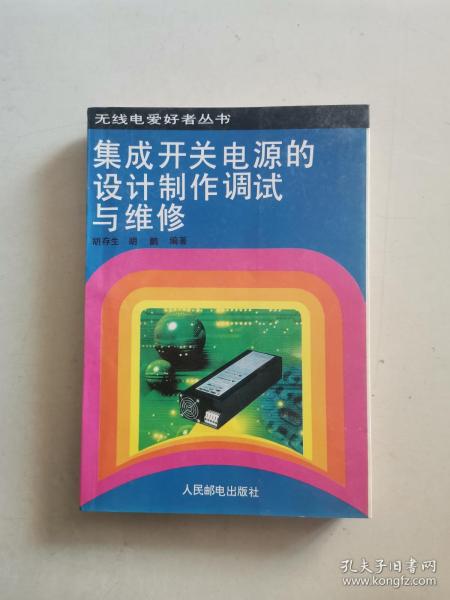 无线电爱好者丛书
集成开关电源的
设计制作调试
与维修
胡存生 胡 鹏 编著
人民邮电出版社
孔夫子旧书网
www.kongfz.com